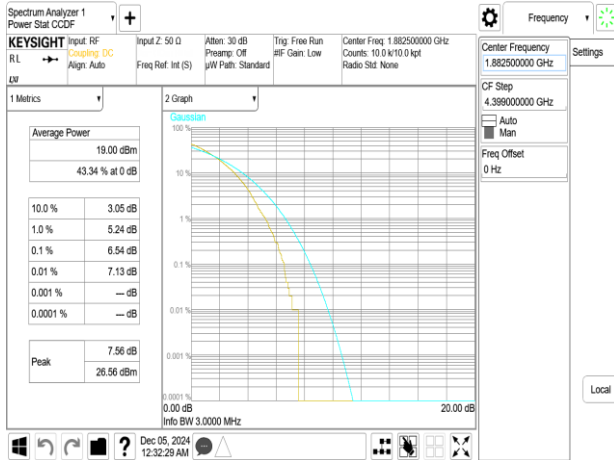 Spectrum Analyzer 1
Power Stat CCDF
Frequency
KEYSIGHT
RL
Input: RF
Coupling: DC
Align: Auto
Input Z: 50 Ω
Freq Ref: Int (S)
Atten: 30 dB
Preamp: Off
µW Path: Standard
Trig: Free Run
#IF Gain: Low
Center Freq: 1.882500000 GHz
Counts: 10.0 k/10.0 kpt
Radio Std: None
Center Frequency
1.882500000 GHz
Settings
CF Step
4.399000000 GHz
Auto
Man
Freq Offset
0 Hz
1 Metrics
Average Power
19.00 dBm
43.34 % at 0 dB
10.0 % 3.05 dB
1.0 % 5.24 dB
0.1 % 6.54 dB
0.01 % 7.13 dB
0.001 % --- dB
0.0001 % --- dB
Peak
7.56 dB
26.56 dBm
2 Graph
Gaussian
100 %
10 %
1 %
0.1 %
0.01 %
0.001 %
0.0001 %
0.00 dB
20.00 dB
Info BW 3.0000 MHz
Local
?
Dec 05, 2024
12:32:29 AM